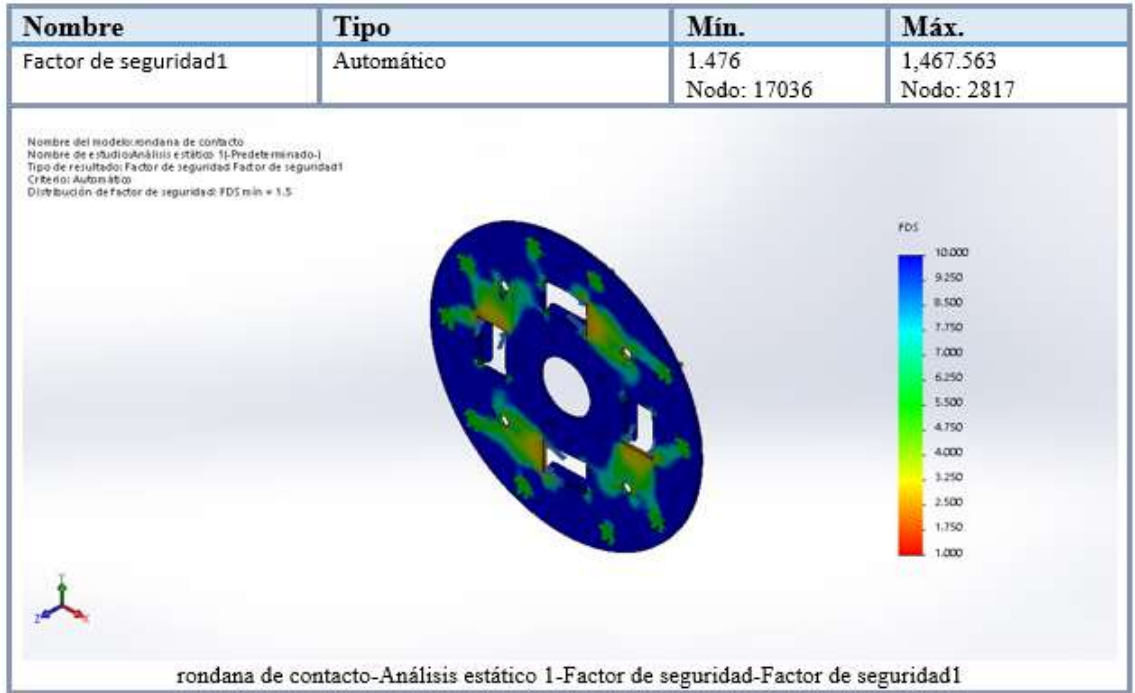 Nombre Tipo Mín. Máx.
Factor de seguridad1 Automático 1.476 1,467.563
Nodo: 17036 Nodo: 2817
Nombre del modelo:rondana de contacto
Nombre de estudio:Análisis estático 1(-Predeterminado-)
Tipo de resultado: Factor de seguridad Factor de seguridad1
Criterio: Automático
Distribución de factor de seguridad: FDS mín = 1.5
FDS
10.000
9.250
8.500
7.750
7.000
6.250
5.500
4.750
4.000
3.250
2.500
1.750
1.000
Y
Z X
rondana de contacto-Análisis estático 1-Factor de seguridad-Factor de seguridad1